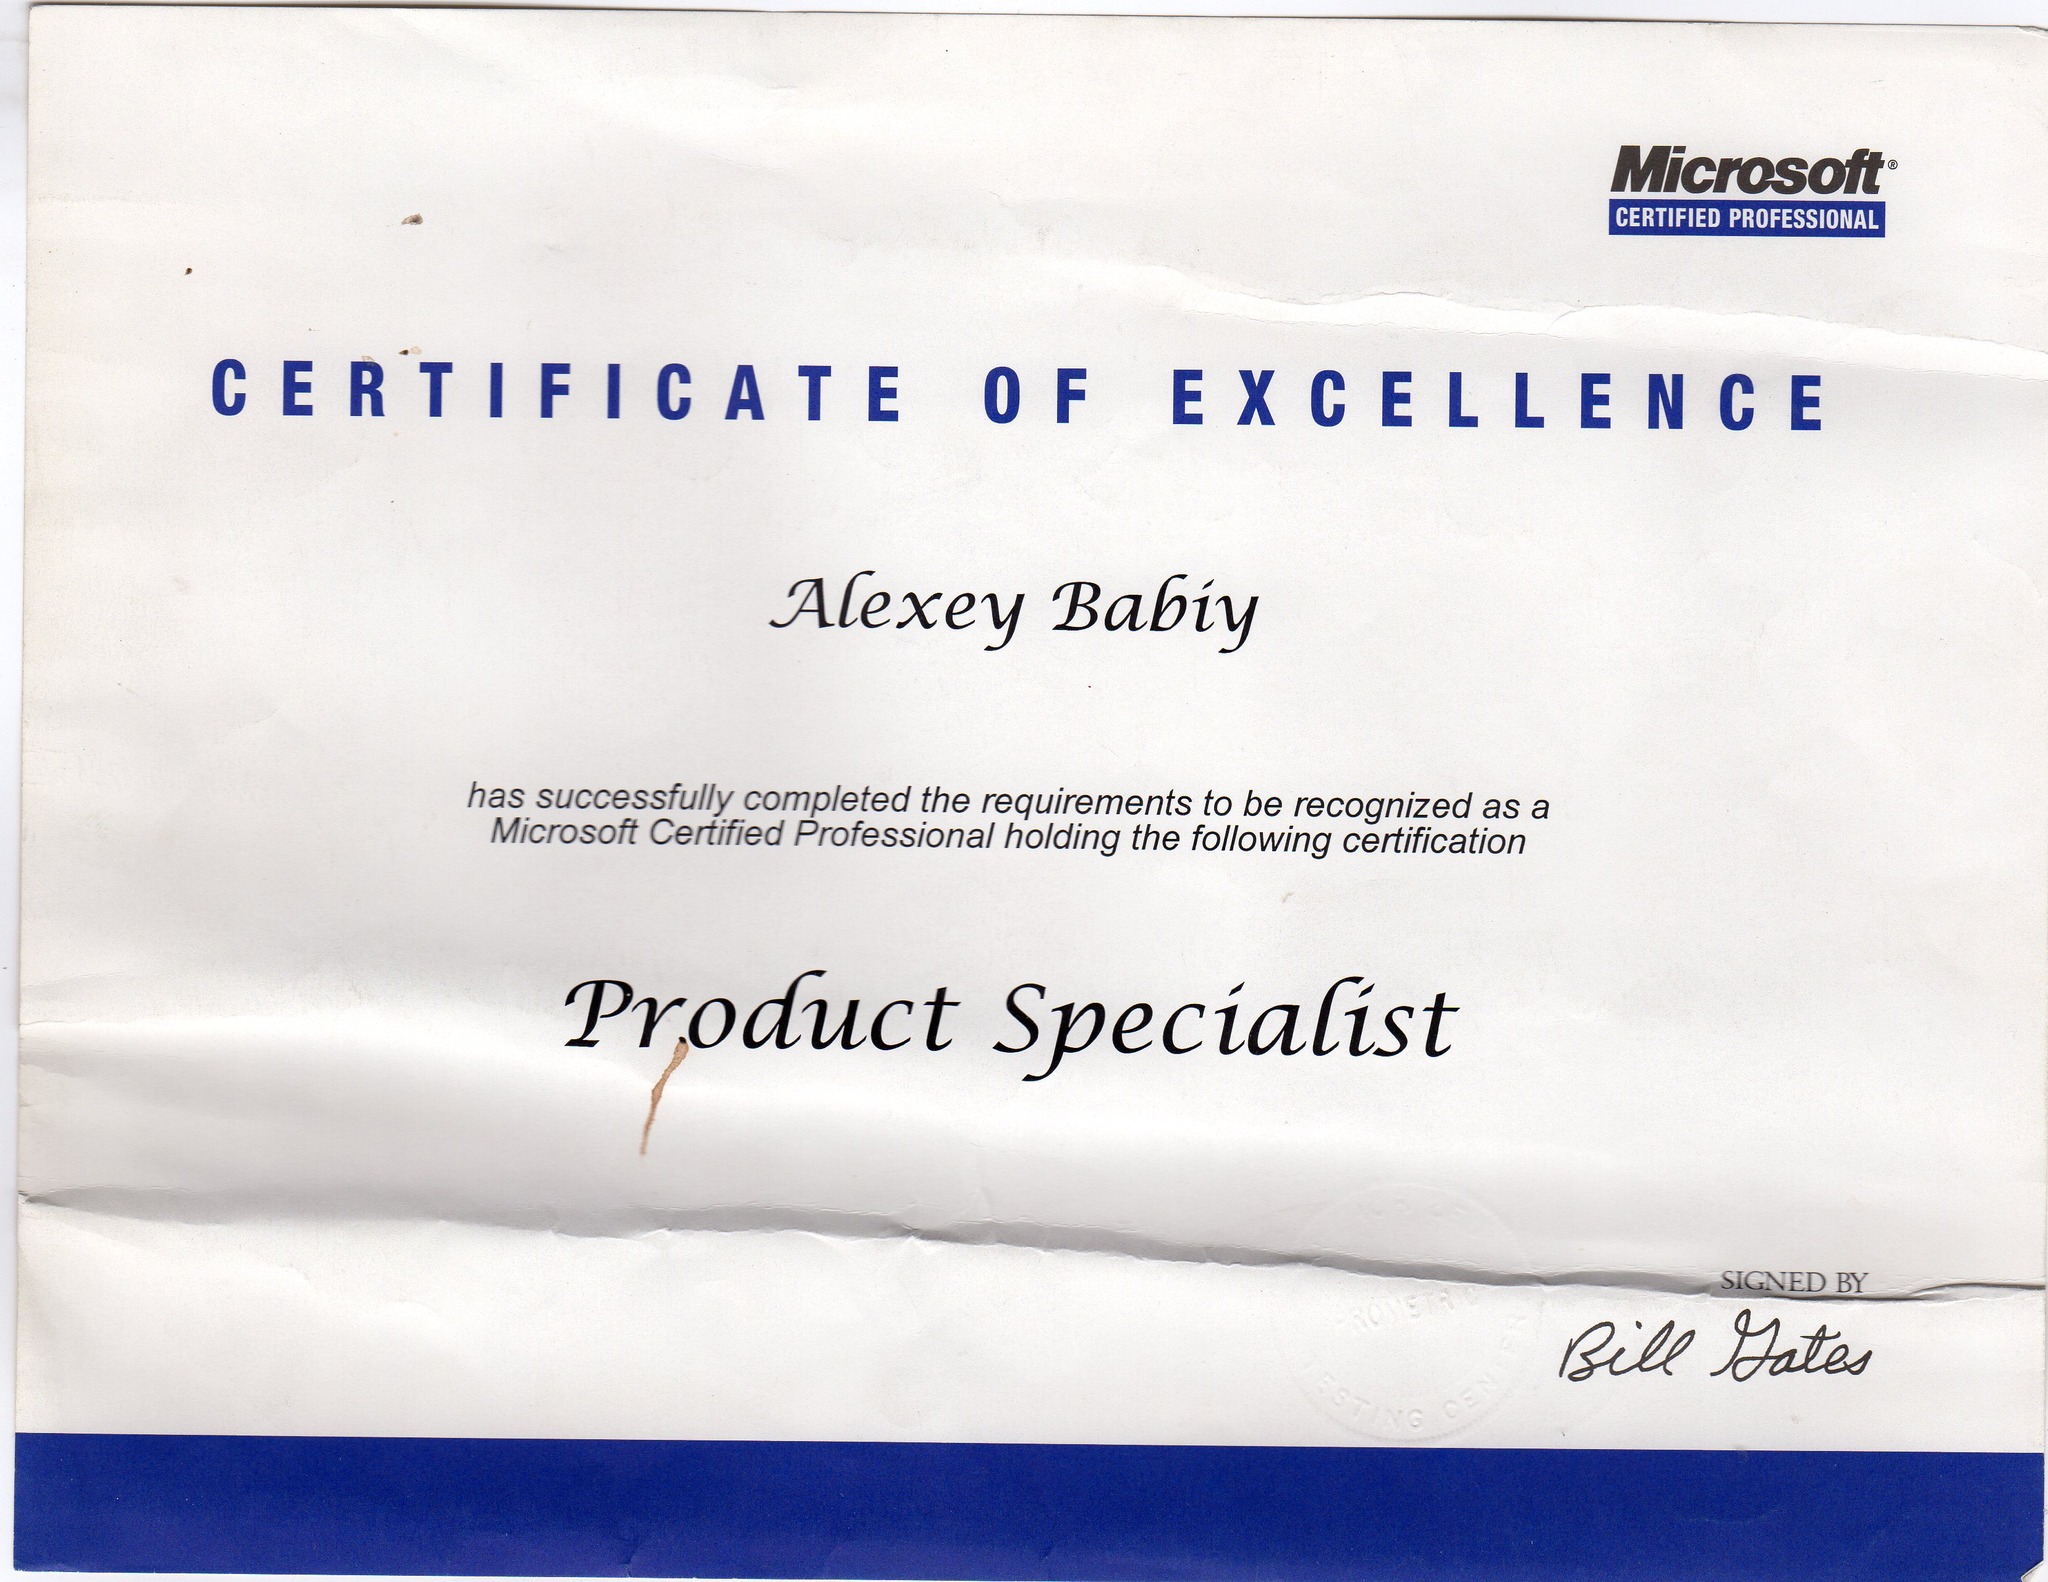 Microsoft®
CERTIFIED PROFESSIONAL
CERTIFICATE OF EXCELLENCE
Alexey Babiy
has successfully completed the requirements to be recognized as a
Microsoft Certified Professional holding the following certification
Product Specialist
SIGNED BY
Bill Gates